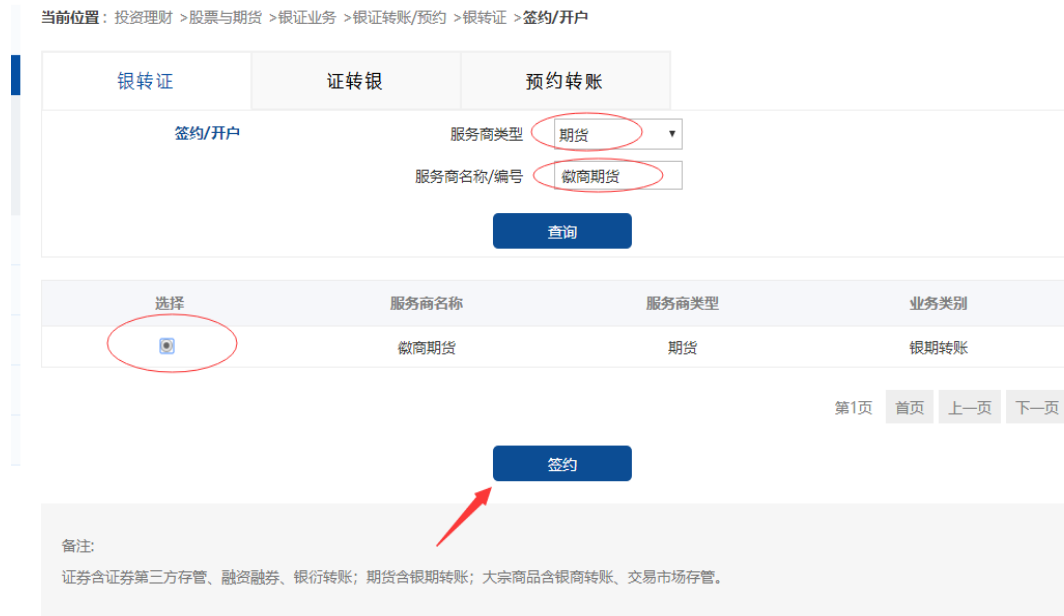 当前位置：投资理财 >股票与期货 >银证业务 >银证转账/预约 >银转证 >签约/开户
银转证 证转银 预约转账
签约/开户 服务商类型 期货
服务商名称/编号 徽商期货
查询
选择 服务商名称 服务商类型 业务类别
徽商期货 期货 银期转账
第1页 首页 上一页 下一页
签约
备注:
证券含证券第三方存管、融资融券、银衍转账；期货含银期转账；大宗商品含银商转账、交易市场存管。